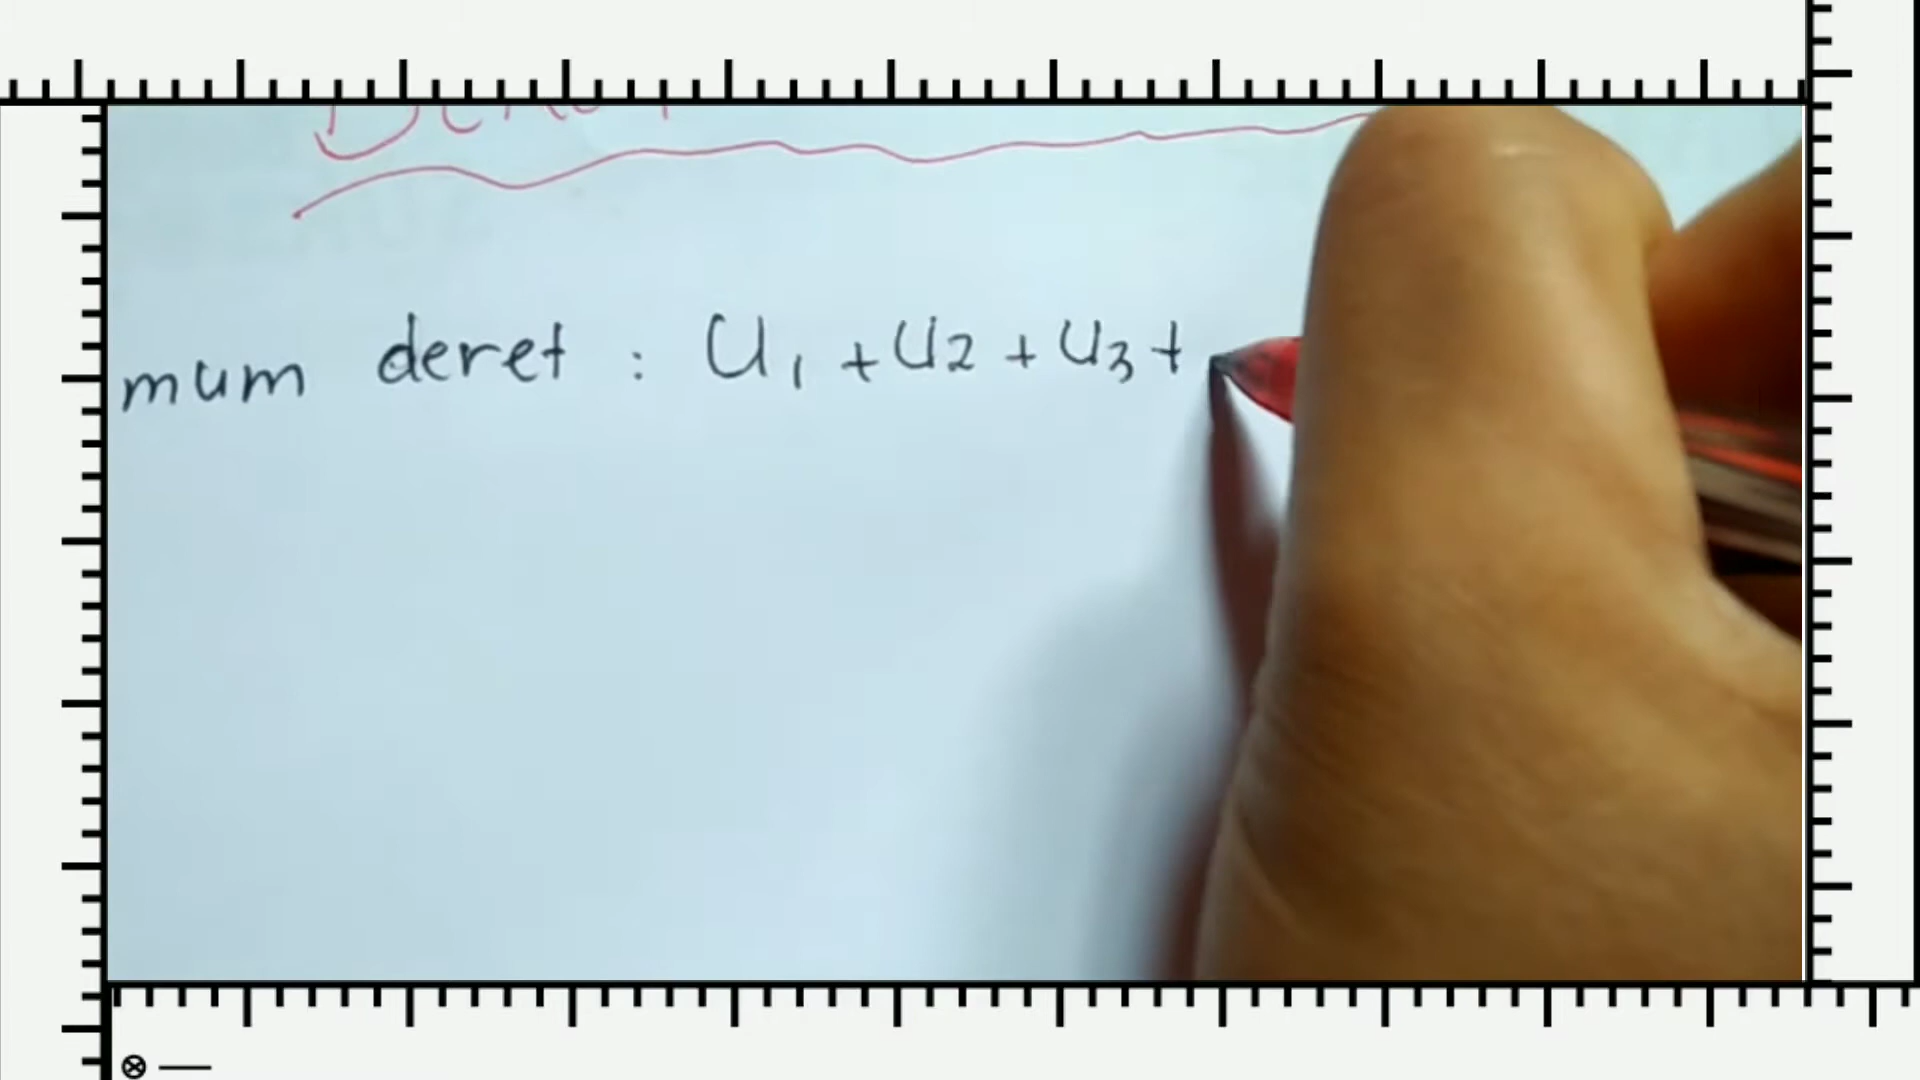 mum deret : U1 + U2 + U3 +